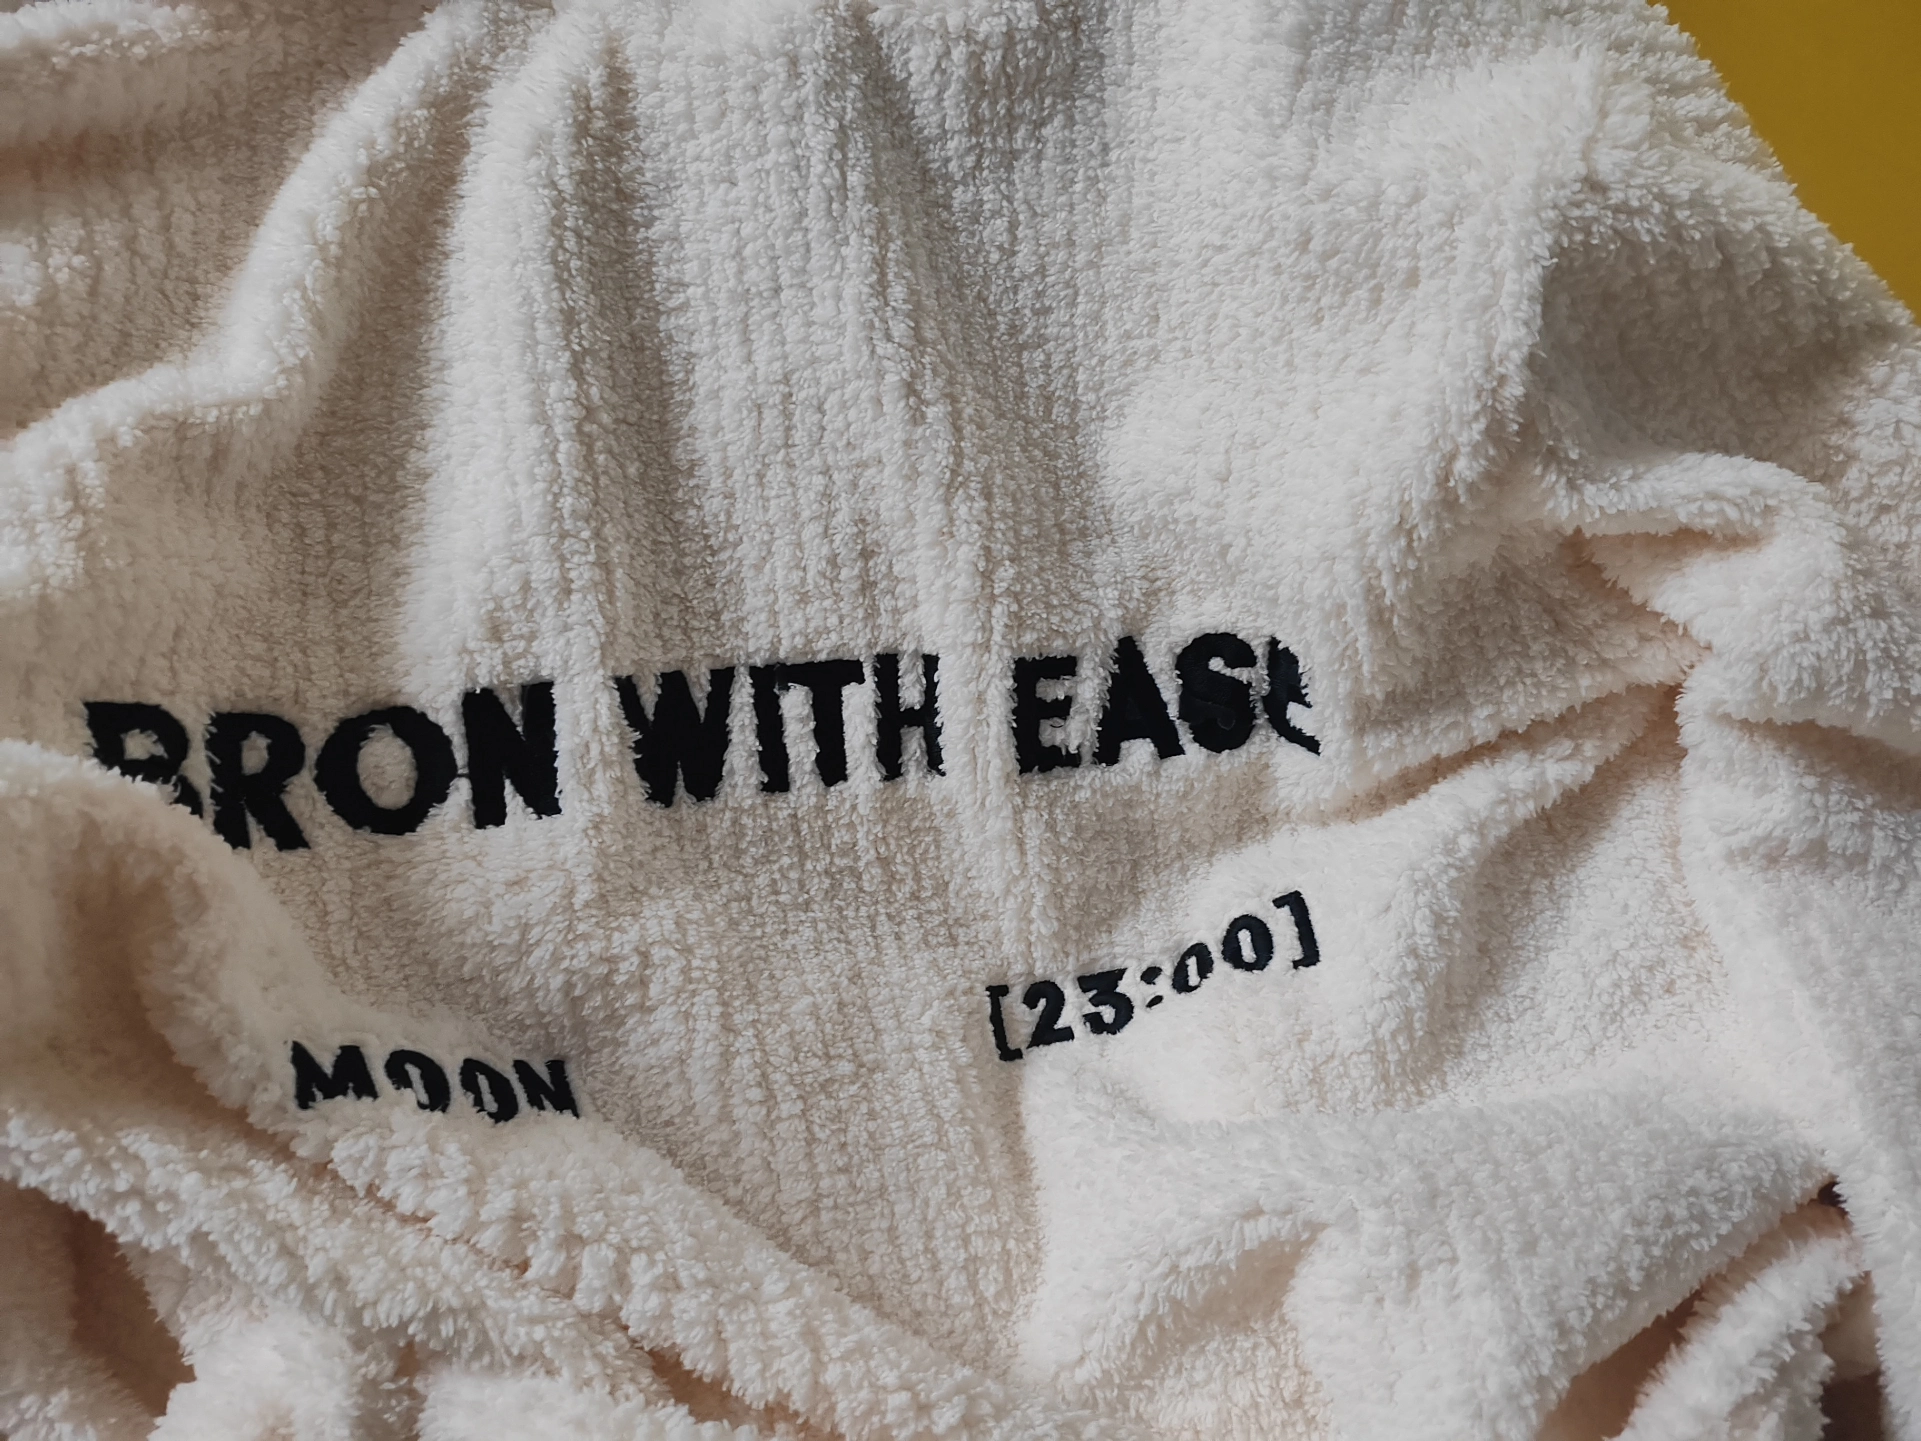 BRON WITH EASE
[23:00]
MOON